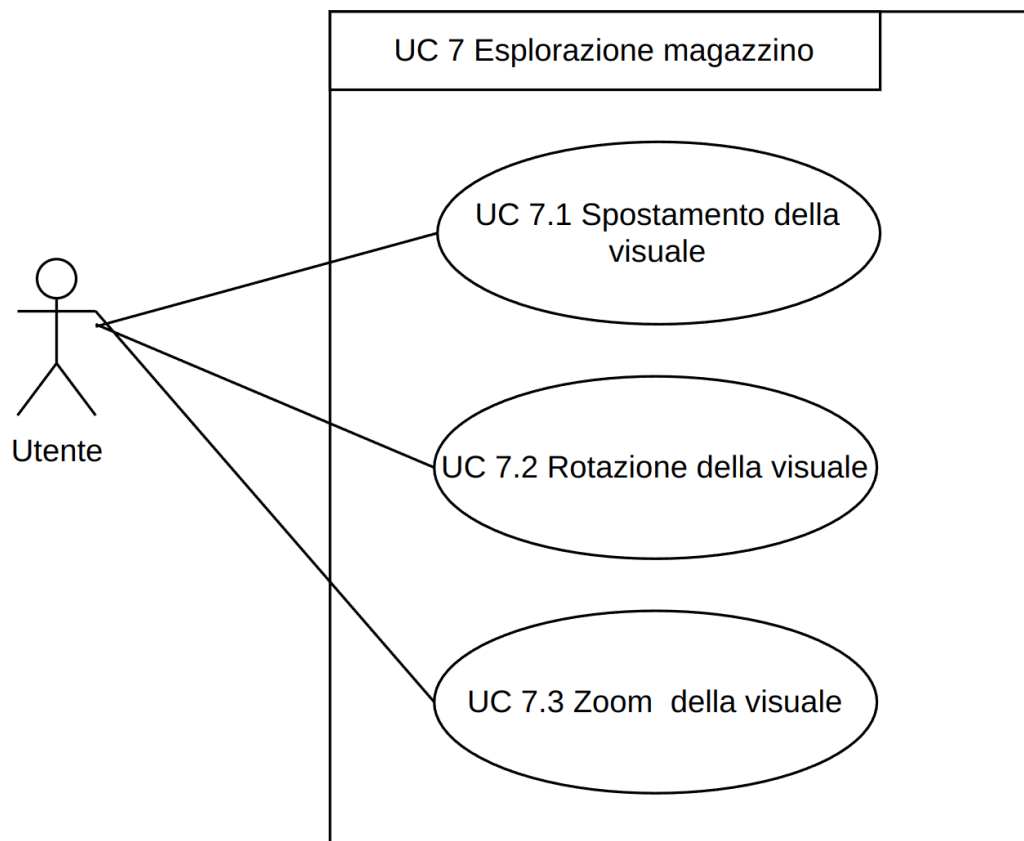 UC 7 Esplorazione magazzino
UC 7.1 Spostamento della
visuale
Utente
UC 7.2 Rotazione della visuale
UC 7.3 Zoom  della visuale